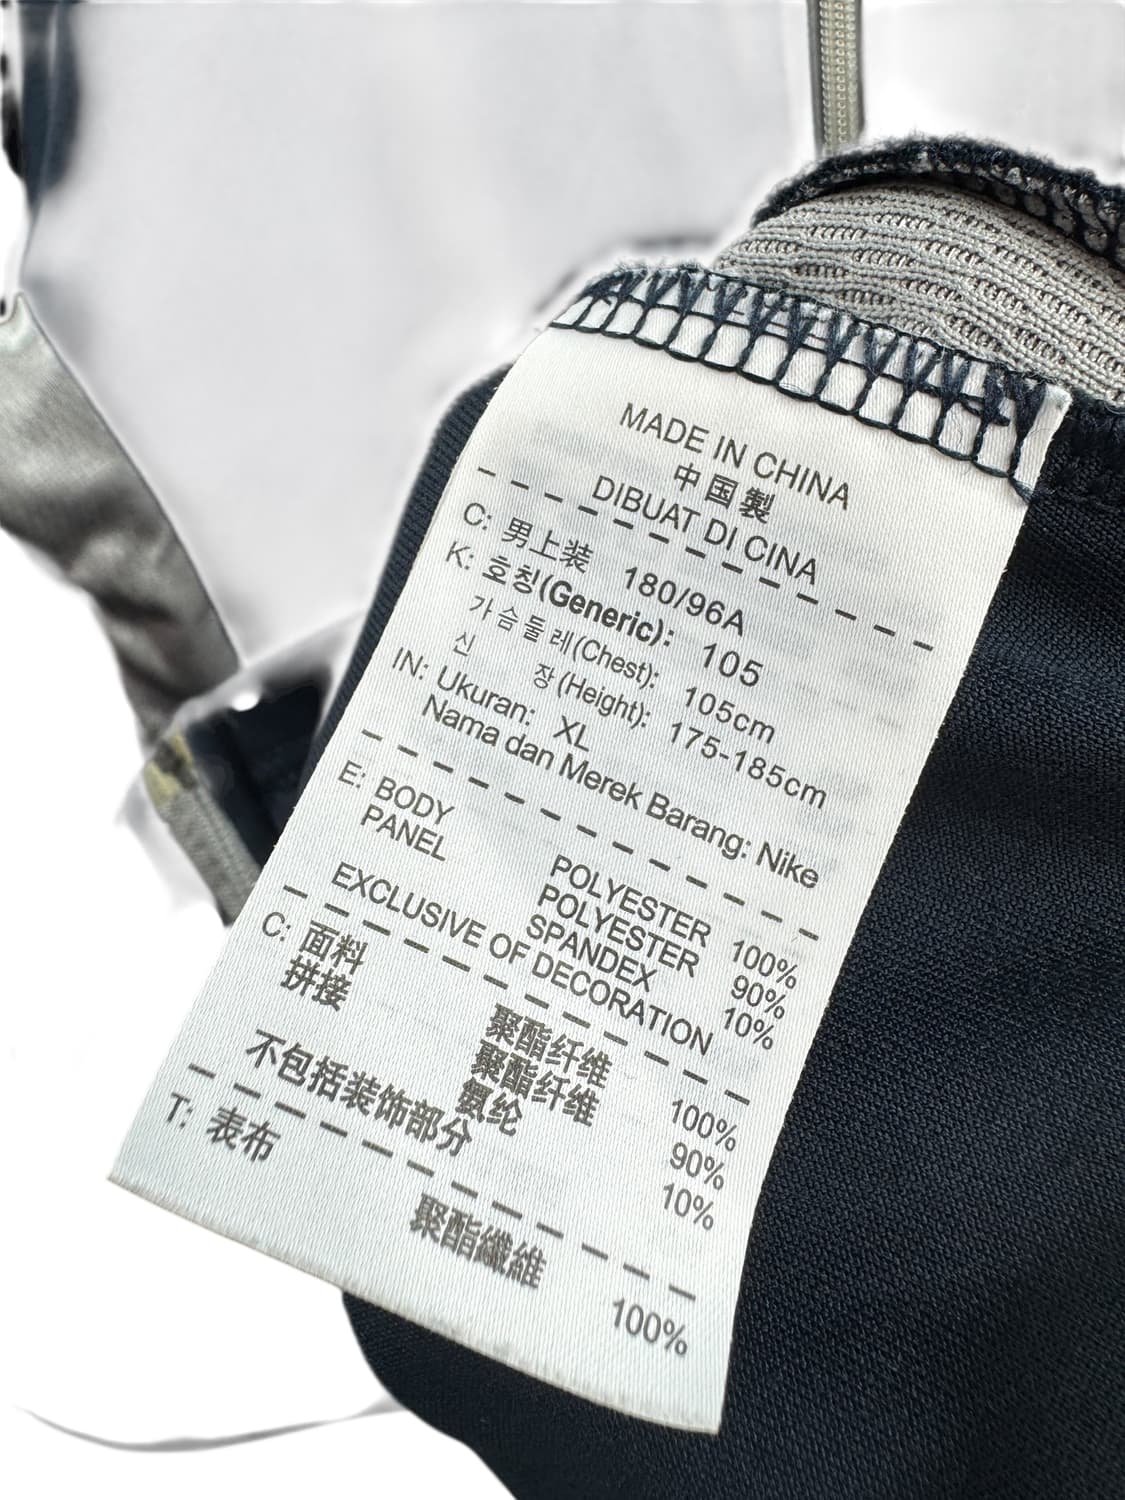 MADE IN CHINA
中国製
DIBUAT DI CINA
C: 男上装 180/96A
K: 호칭(Generic): 105
가슴둘레(Chest): 105cm
신 장(Height): 175-185cm
IN: Ukuran: XL
Nama dan Merek Barang: Nike
E: BODY POLYESTER 100%
PANEL POLYESTER 90%
SPANDEX 10%
EXCLUSIVE OF DECORATION
C: 面料 聚酯纤维 100%
拼接 聚酯纤维 90%
氨纶 10%
不包括装饰部分
T: 表布 聚酯纖維 100%